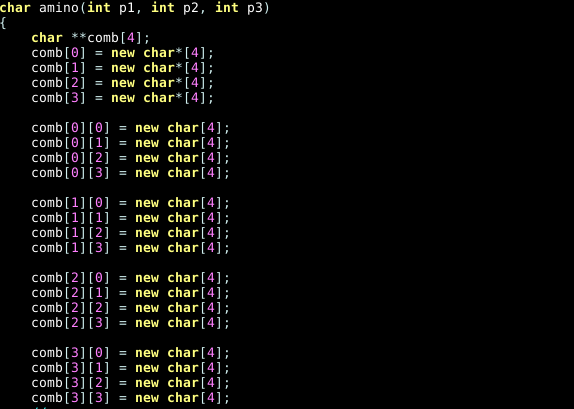 char amino(int p1, int p2, int p3)
{
    char **comb[4];
    comb[0] = new char*[4];
    comb[1] = new char*[4];
    comb[2] = new char*[4];
    comb[3] = new char*[4];

    comb[0][0] = new char[4];
    comb[0][1] = new char[4];
    comb[0][2] = new char[4];
    comb[0][3] = new char[4];

    comb[1][0] = new char[4];
    comb[1][1] = new char[4];
    comb[1][2] = new char[4];
    comb[1][3] = new char[4];

    comb[2][0] = new char[4];
    comb[2][1] = new char[4];
    comb[2][2] = new char[4];
    comb[2][3] = new char[4];

    comb[3][0] = new char[4];
    comb[3][1] = new char[4];
    comb[3][2] = new char[4];
    comb[3][3] = new char[4];